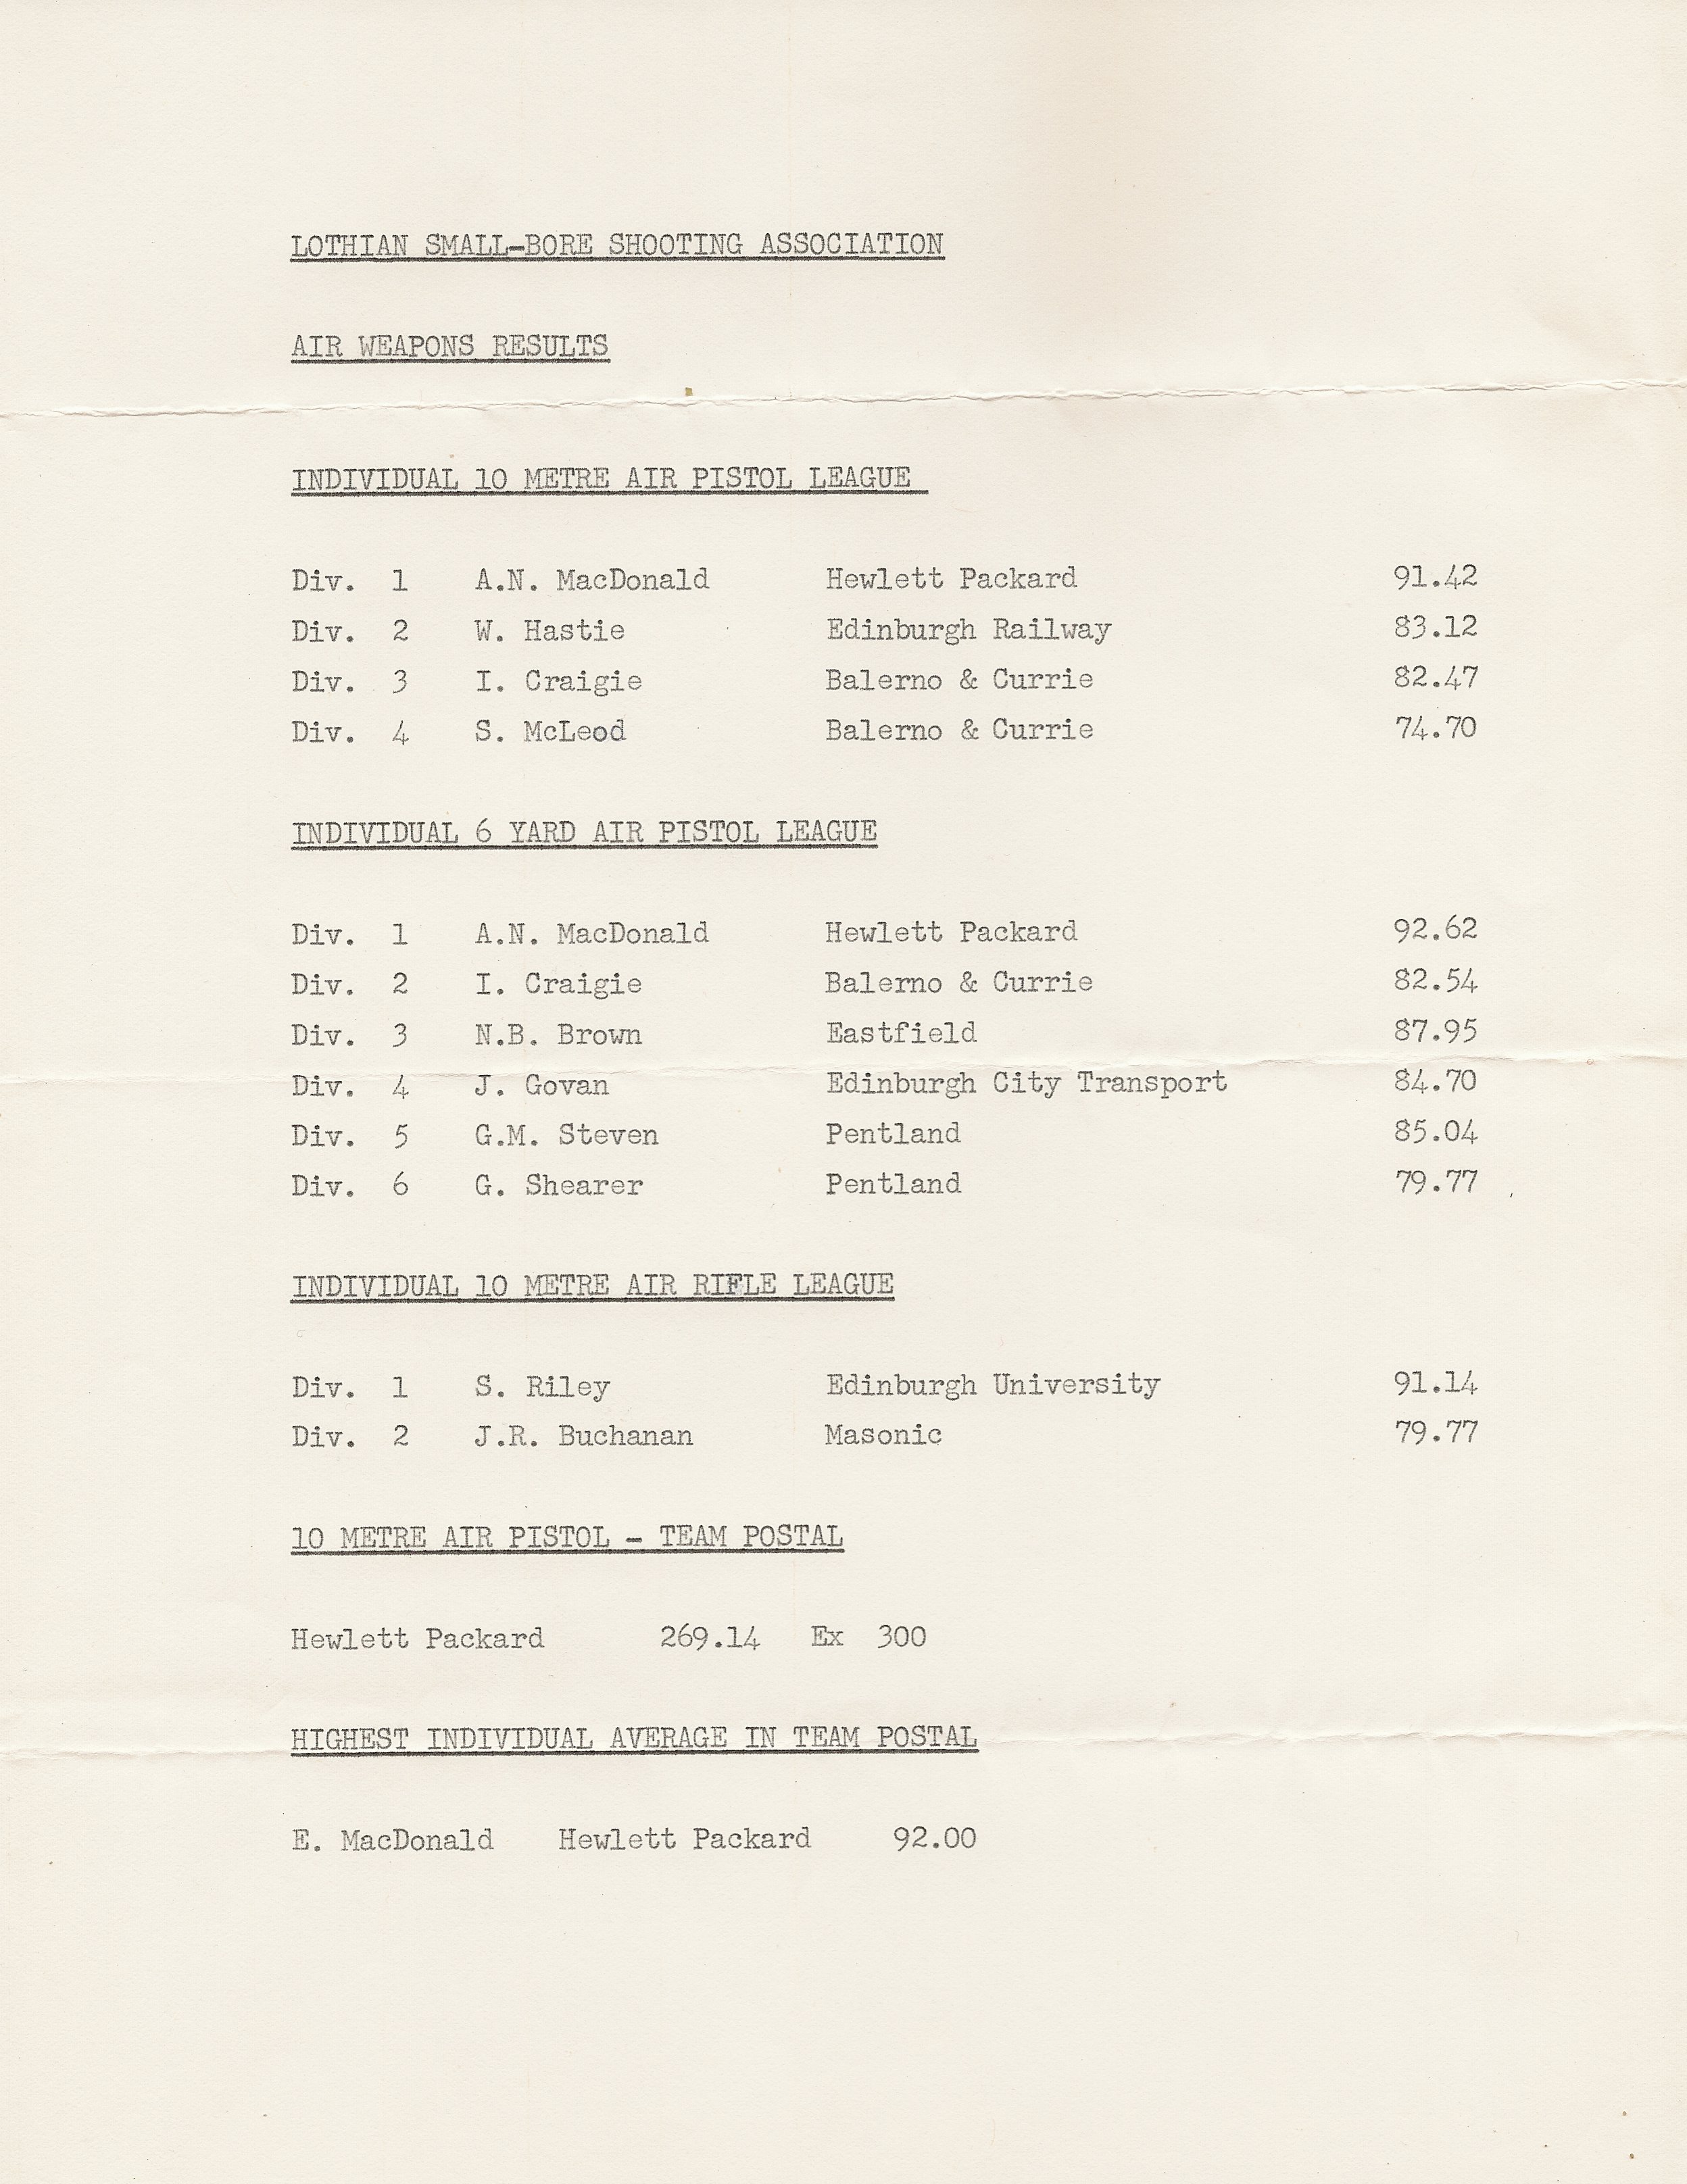 LOTHIAN SMALL-BORE SHOOTING ASSOCIATION
AIR WEAPONS RESULTS
INDIVIDUAL 10 METRE AIR PISTOL LEAGUE
Div. 1 A.N. MacDonald Hewlett Packard 91.42
Div. 2 W. Hastie Edinburgh Railway 83.12
Div. 3 I. Craigie Balerno & Currie 82.47
Div. 4 S. McLeod Balerno & Currie 74.70
INDIVIDUAL 6 YARD AIR PISTOL LEAGUE
Div. 1 A.N. MacDonald Hewlett Packard 92.62
Div. 2 I. Craigie Balerno & Currie 82.54
Div. 3 N.B. Brown Eastfield 87.95
Div. 4 J. Govan Edinburgh City Transport 84.70
Div. 5 G.M. Steven Pentland 85.04
Div. 6 G. Shearer Pentland 79.77
INDIVIDUAL 10 METRE AIR RIFLE LEAGUE
Div. 1 S. Riley Edinburgh University 91.14
Div. 2 J.R. Buchanan Masonic 79.77
10 METRE AIR PISTOL - TEAM POSTAL
Hewlett Packard 269.14 Ex 300
HIGHEST INDIVIDUAL AVERAGE IN TEAM POSTAL
E. MacDonald Hewlett Packard 92.00